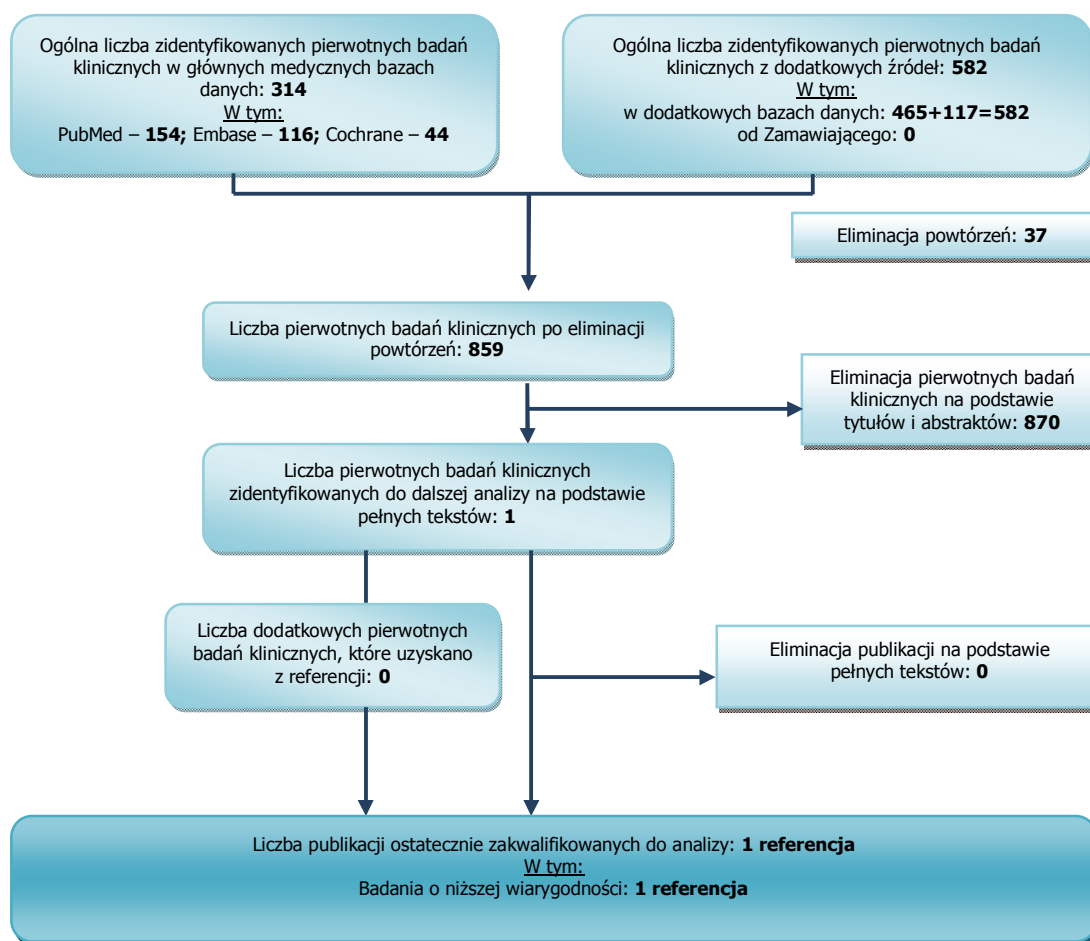 Ogólna liczba zidentyfikowanych pierwotnych badań
klinicznych w głównych medycznych bazach
danych: 314
W tym:
PubMed – 154; Embase – 116; Cochrane – 44
Ogólna liczba zidentyfikowanych pierwotnych badań
klinicznych z dodatkowych źródeł: 582
W tym:
w dodatkowych bazach danych: 465+117=582
od Zamawiającego: 0
Eliminacja powtórzeń: 37
Liczba pierwotnych badań klinicznych po eliminacji
powtórzeń: 859
Eliminacja pierwotnych badań
klinicznych na podstawie
tytułów i abstraktów: 870
Liczba pierwotnych badań klinicznych
zidentyfikowanych do dalszej analizy na podstawie
pełnych tekstów: 1
Liczba dodatkowych pierwotnych
badań klinicznych, które uzyskano
z referencji: 0
Eliminacja publikacji na podstawie
pełnych tekstów: 0
Liczba publikacji ostatecznie zakwalifikowanych do analizy: 1 referencja
W tym:
Badania o niższej wiarygodności: 1 referencja